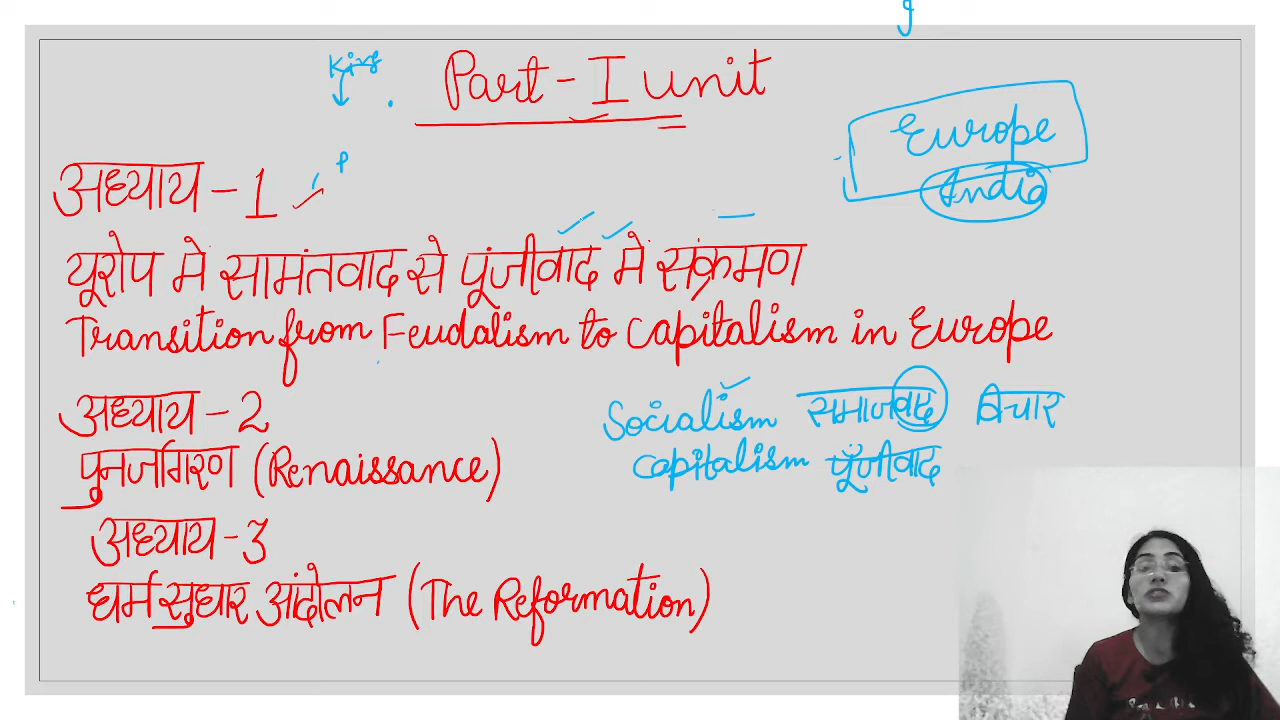 King
Part - I unit
Europe
India
अध्याय - 1
P
यूरोप मे सामंतवाद से पूंजीवाद मे संक्रमण
Transition from Feudalism to Capitalism in Europe
अध्याय - 2
Socialism समाजवाद विचार
पुनर्जागरण (Renaissance)
Capitalism पूँजीवाद
अध्याय - 3
धर्म सुधार आंदोलन (The Reformation)